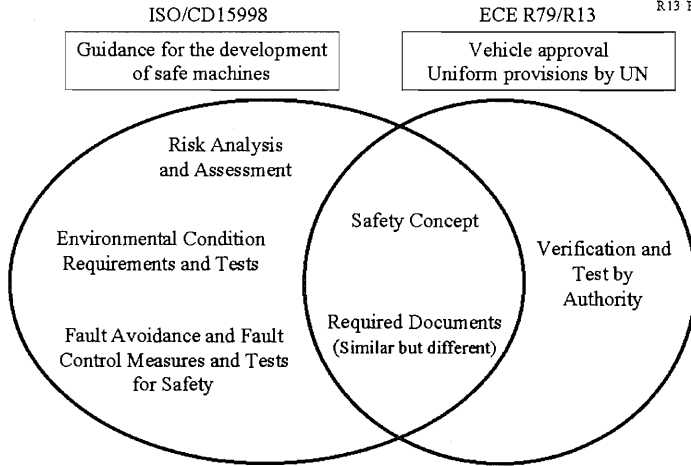 ISO/CD15998
Guidance for the development
of safe machines
ECE R79/R13
R13
Vehicle approval
Uniform provisions by UN
Risk Analysis
and Assessment
Environmental Condition
Requirements and Tests
Fault Avoidance and Fault
Control Measures and Tests
for Safety
Safety Concept
Required Documents
(Similar but different)
Verification and
Test by
Authority